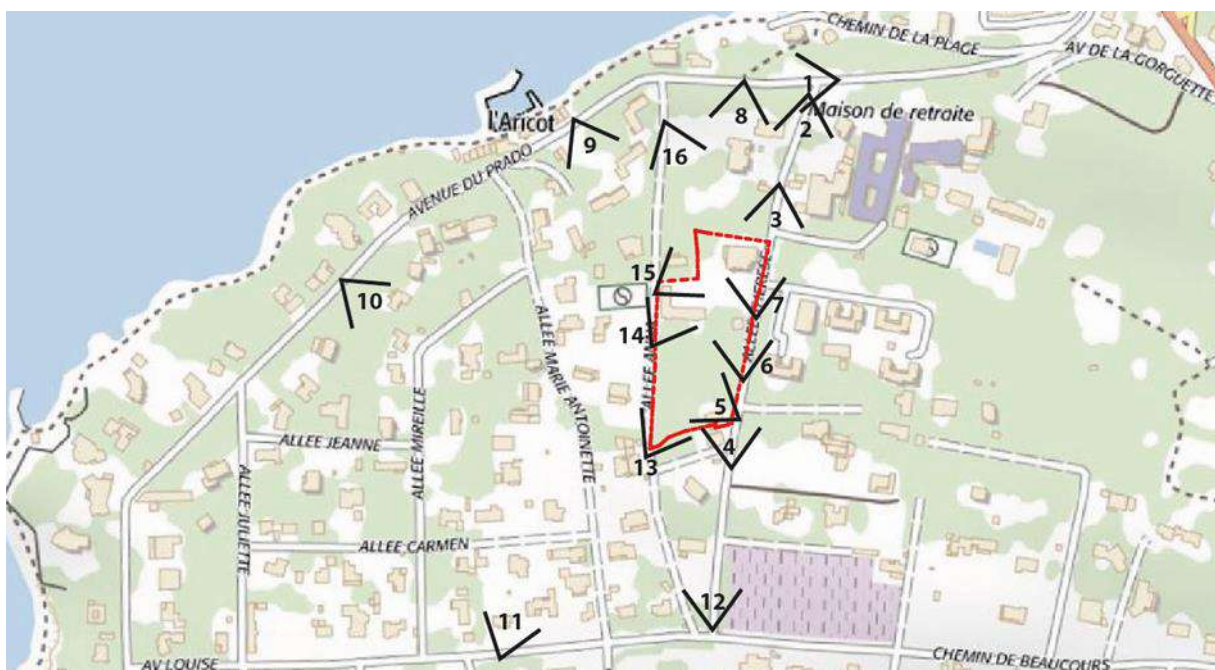 CHEMIN DE LA PLAGE
AV DE LA GORGUETTE
1
Maison de retraite
8
2
l'Aricot
9
16
AVENUE DU PRADO
3
15
10
7
14
ALLEE MARIE ANTOINETTE
6
5
ALLEE MIREILLE
ALLEE JEANNE
4
13
ALLEE JULIETTE
ALLEE CARMEN
12
11
AV LOUISE
CHEMIN DE BEAUCOURS